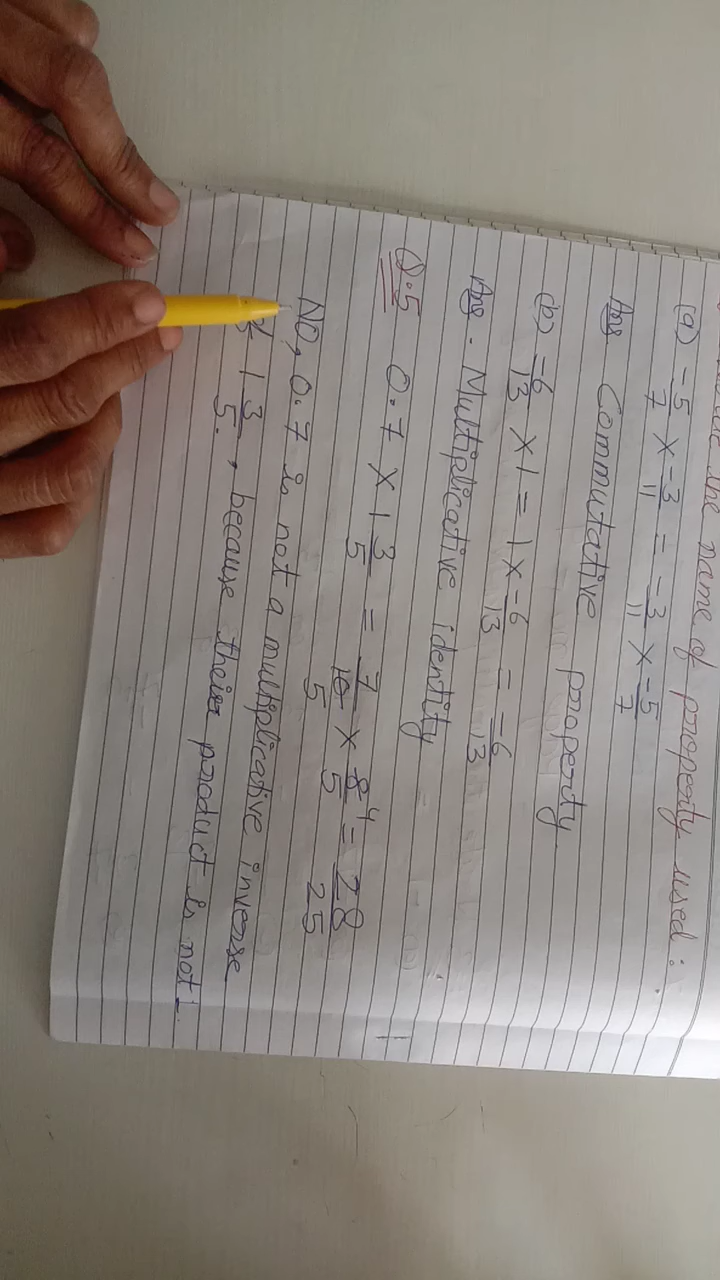 the name of property used :
(a) -5/7 × -3/11 = -3/11 × -5/7
Ans Commutative property
(b) -6/13 × 1 = 1 × -6/13 = -6/13
Ans. Multiplicative identity
Q.5 0.7 × 1 3/5 = 7/10 5 × 8 4/5 = 28/25
No, 0.7 is not a multiplicative inverse
of 1 3/5. because their product is not 1.